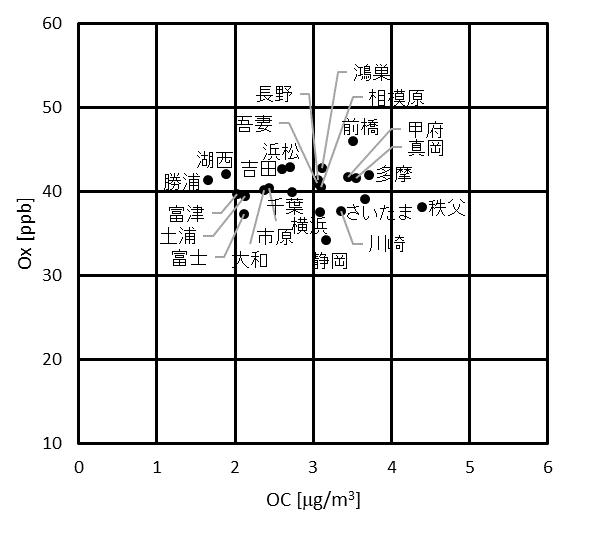 60
鴻巣
長野
相模原
50
吾妻
前橋
甲府
浜松
真岡
湖西
吉田
多摩
勝浦
40
千葉
さいたま
秩父
富津
横浜
土浦
市原
川崎
富士
大和
静岡
30
20
10
0 1 2 3 4 5 6
Ox [ppb]
OC [μg/m³]